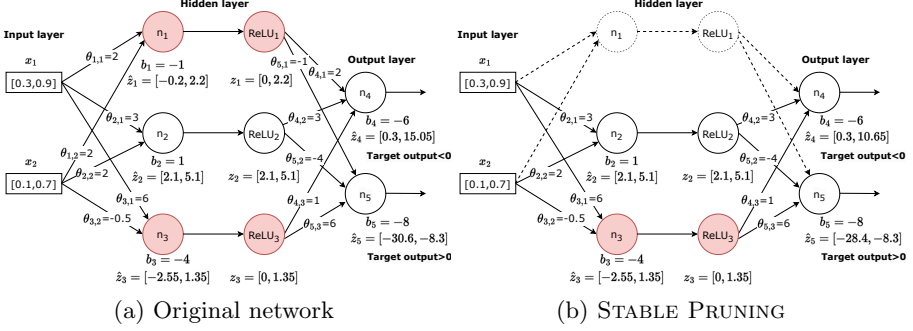 Hidden layer
Input layer
n₁
ReLU₁
θ₁,₁=2
θ₅,₁=-1
θ₄,₁=2
Output layer
x₁
b₁ = −1
[0.3,0.9]
ẑ₁ = [−0.2, 2.2]
z₁ = [0, 2.2]
n₄
b₄ = −6
θ₂,₁=3
θ₄,₂=3
ẑ₄ = [0.3, 15.05]
n₂
ReLU₂
Target output<0
θ₁,₂=2
b₂ = 1
θ₅,₂=-4
x₂
θ₂,₂=2
ẑ₂ = [2.1, 5.1]
z₂ = [2.1, 5.1]
[0.1,0.7]
n₅
θ₃,₁=6
θ₄,₃=1
b₅ = −8
θ₃,₂=-0.5
θ₅,₃=6
ẑ₅ = [−30.6, −8.3]
n₃
ReLU₃
Target output>0
b₃ = −4
ẑ₃ = [−2.55, 1.35]
z₃ = [0, 1.35]
(a) Original network
Hidden layer
Input layer
n₁
ReLU₁
Output layer
x₁
[0.3,0.9]
n₄
b₄ = −6
θ₂,₁=3
θ₄,₂=3
ẑ₄ = [0.3, 10.65]
n₂
ReLU₂
Target output<0
b₂ = 1
θ₅,₂=-4
x₂
θ₂,₂=2
ẑ₂ = [2.1, 5.1]
z₂ = [2.1, 5.1]
[0.1,0.7]
n₅
θ₃,₁=6
θ₄,₃=1
b₅ = −8
θ₃,₂=-0.5
θ₅,₃=6
ẑ₅ = [−28.4, −8.3]
n₃
ReLU₃
Target output>0
b₃ = −4
ẑ₃ = [−2.55, 1.35]
z₃ = [0, 1.35]
(b) STABLE PRUNING